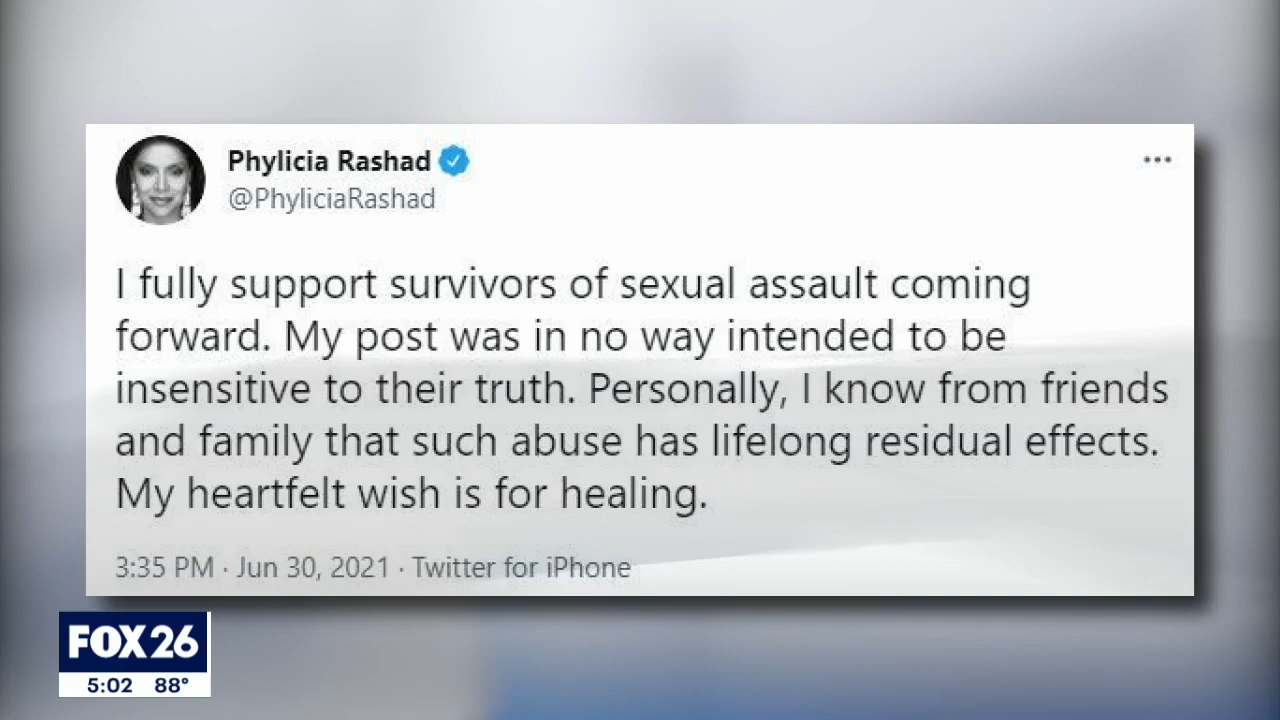 Phylicia Rashad
@PhyliciaRashad
I fully support survivors of sexual assault coming
forward. My post was in no way intended to be
insensitive to their truth. Personally, I know from friends
and family that such abuse has lifelong residual effects.
My heartfelt wish is for healing.
3:35 PM · Jun 30, 2021 · Twitter for iPhone
FOX 26
5:02 88°